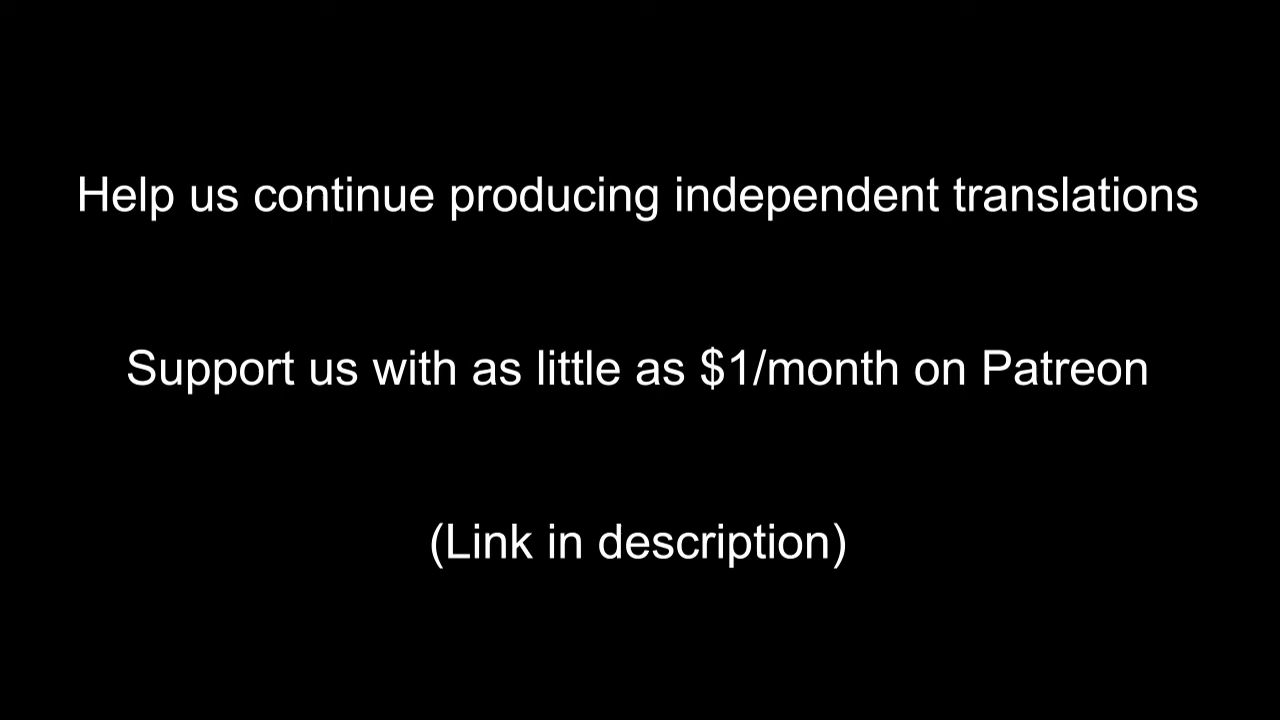 Help us continue producing independent translations
Support us with as little as $1/month on Patreon
(Link in description)